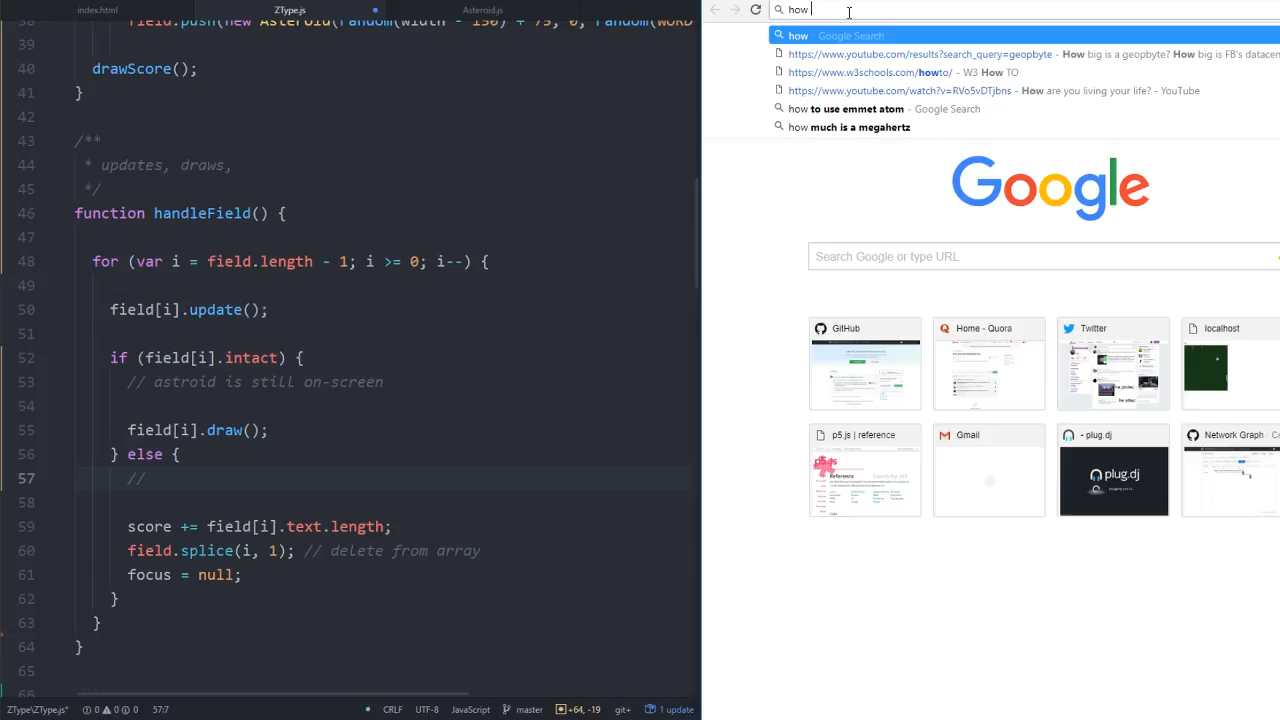 index.html
ZType.js
Asteroid.js
field.push(new Asteroid(random(width - 150) + 75, 0, random(WORD
39
40 drawScore();
41 }
42
43 /**
44 * updates, draws,
45 */
46 function handleField() {
47
48 for (var i = field.length - 1; i >= 0; i--) {
49
50 field[i].update();
51
52 if (field[i].intact) {
53 // astroid is still on-screen
54
55 field[i].draw();
56 } else {
57 //
58
59 score += field[i].text.length;
60 field.splice(i, 1); // delete from array
61 focus = null;
62 }
63 }
64 }
65
66
ZType\ZType.js* 0 0 0 57:7 CRLF UTF-8 JavaScript master +64, -19 git+ 1 update
how
how - Google Search
https://www.youtube.com/results?search_query=geopbyte - How big is a geopbyte? How big is FB's datacen
https://www.w3schools.com/howto/ - W3 How TO
https://www.youtube.com/watch?v=RVo5vDTjbns - How are you living your life? - YouTube
how to use emmet atom - Google Search
how much is a megahertz
Google
Search Google or type URL
GitHub
Home - Quora
Twitter
localhost
p5.js | reference
Gmail
- plug.dj
Network Graph · Ce
p5.js
plug.dj